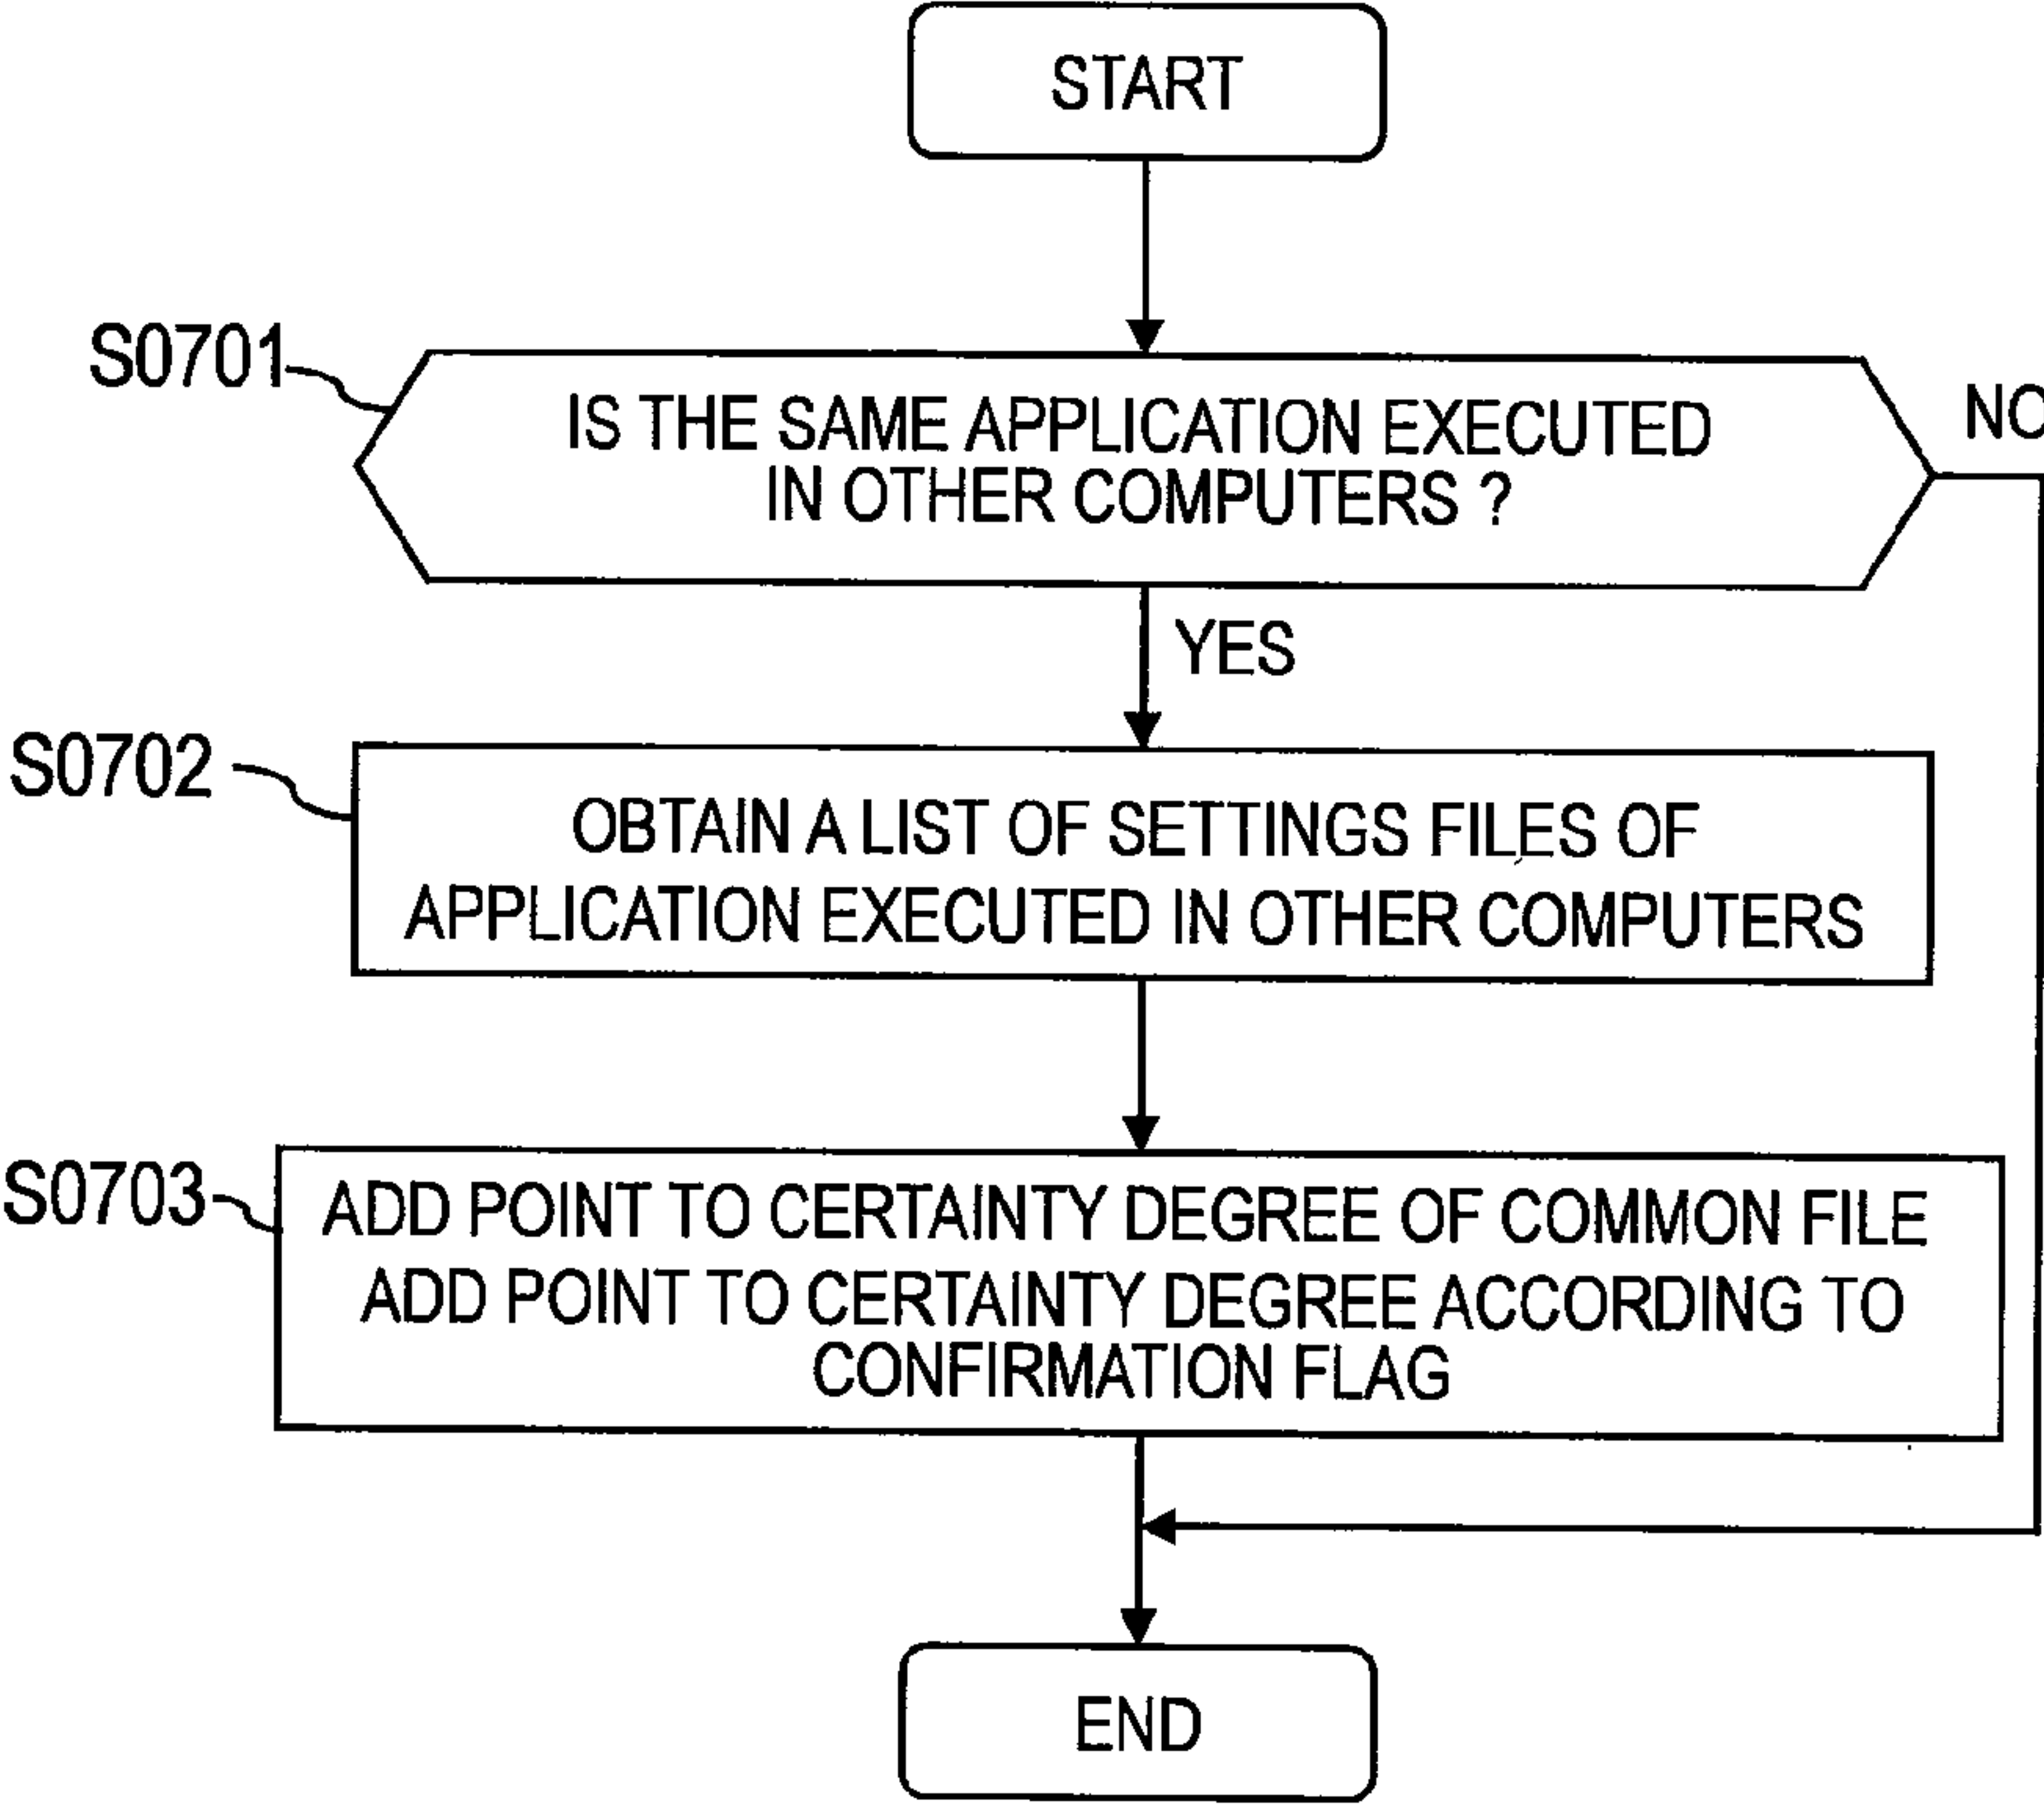 START
S0701
IS THE SAME APPLICATION EXECUTED
IN OTHER COMPUTERS ?
NO
YES
S0702
OBTAIN A LIST OF SETTINGS FILES OF
APPLICATION EXECUTED IN OTHER COMPUTERS
S0703
ADD POINT TO CERTAINTY DEGREE OF COMMON FILE
ADD POINT TO CERTAINTY DEGREE ACCORDING TO
CONFIRMATION FLAG
END